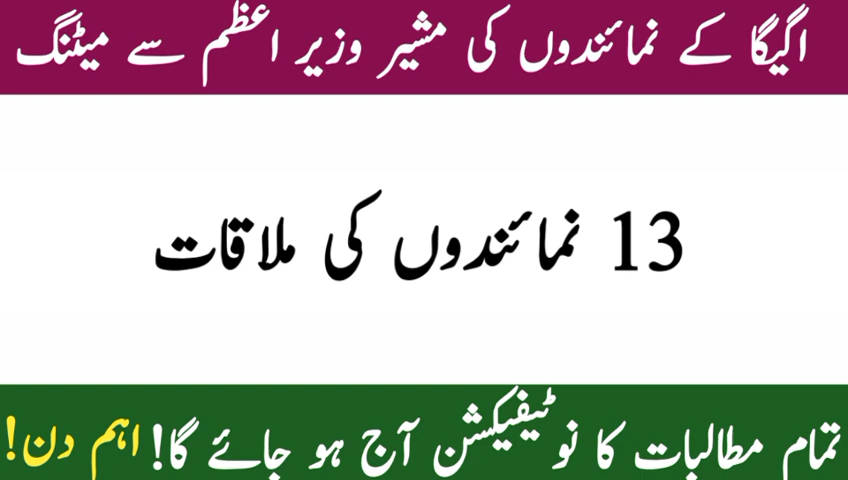 اگیگا کے نمائندوں کی مشیر وزیر اعظم سے میٹنگ
13 نمائندوں کی ملاقات
تمام مطالبات کا نوٹیفیکشن آج ہو جائے گا! اہم دن!